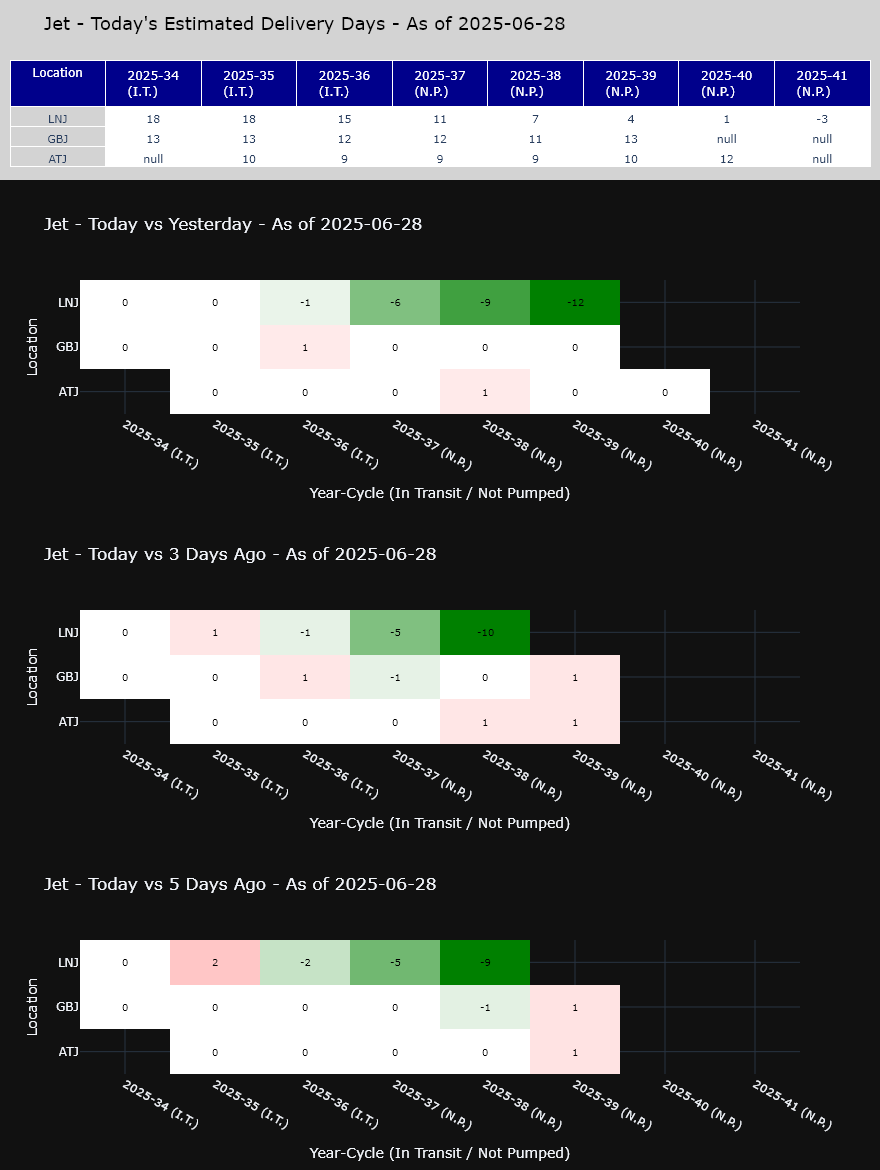 Jet - Today's Estimated Delivery Days - As of 2025-06-28
Location 2025-34 (I.T.) 2025-35 (I.T.) 2025-36 (I.T.) 2025-37 (N.P.) 2025-38 (N.P.) 2025-39 (N.P.) 2025-40 (N.P.) 2025-41 (N.P.)
LNJ 18 18 15 11 7 4 1 -3
GBJ 13 13 12 12 11 13 null null
ATJ null 10 9 9 9 10 12 null
Jet - Today vs Yesterday - As of 2025-06-28
Location
LNJ 0 0 -1 -6 -9 -12
GBJ 0 0 1 0 0 0
ATJ 0 0 0 1 0 0
2025-34 (I.T.) 2025-35 (I.T.) 2025-36 (I.T.) 2025-37 (N.P.) 2025-38 (N.P.) 2025-39 (N.P.) 2025-40 (N.P.) 2025-41 (N.P.)
Year-Cycle (In Transit / Not Pumped)
Jet - Today vs 3 Days Ago - As of 2025-06-28
Location
LNJ 0 1 -1 -5 -10
GBJ 0 0 1 -1 0 1
ATJ 0 0 0 1 1
2025-34 (I.T.) 2025-35 (I.T.) 2025-36 (I.T.) 2025-37 (N.P.) 2025-38 (N.P.) 2025-39 (N.P.) 2025-40 (N.P.) 2025-41 (N.P.)
Year-Cycle (In Transit / Not Pumped)
Jet - Today vs 5 Days Ago - As of 2025-06-28
Location
LNJ 0 2 -2 -5 -9
GBJ 0 0 0 0 -1 1
ATJ 0 0 0 0 1
2025-34 (I.T.) 2025-35 (I.T.) 2025-36 (I.T.) 2025-37 (N.P.) 2025-38 (N.P.) 2025-39 (N.P.) 2025-40 (N.P.) 2025-41 (N.P.)
Year-Cycle (In Transit / Not Pumped)